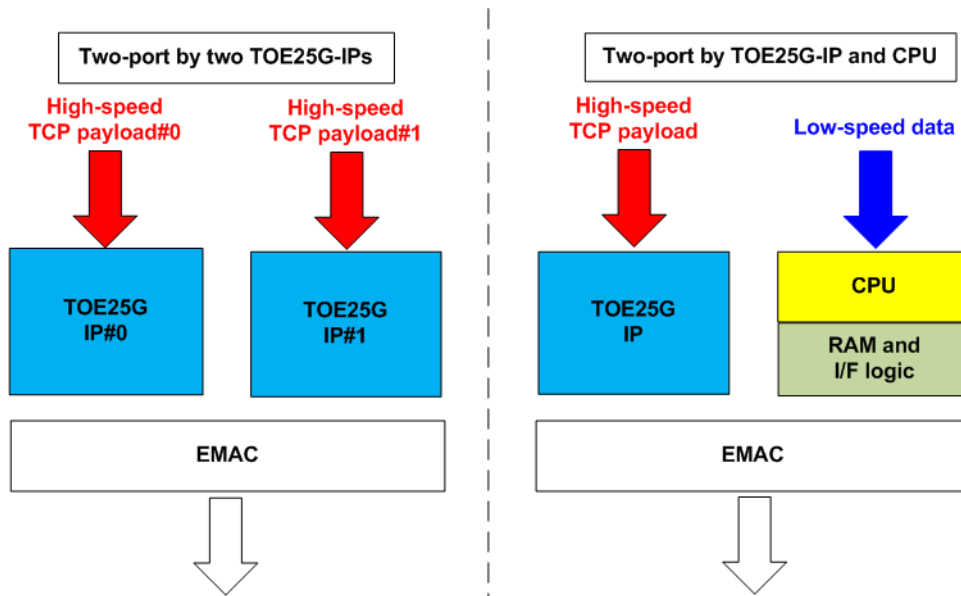 Two-port by two TOE25G-IPs
High-speed
TCP payload#0
High-speed
TCP payload#1
TOE25G
IP#0
TOE25G
IP#1
EMAC
Two-port by TOE25G-IP and CPU
High-speed
TCP payload
Low-speed data
TOE25G
IP
CPU
RAM and
I/F logic
EMAC